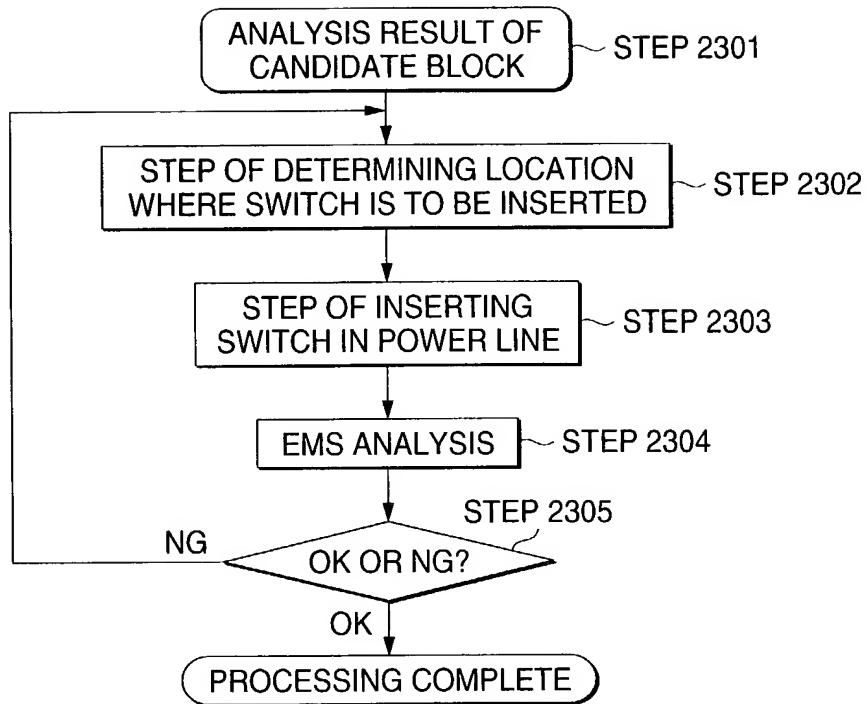 ANALYSIS RESULT OF
CANDIDATE BLOCK
STEP 2301
STEP OF DETERMINING LOCATION
WHERE SWITCH IS TO BE INSERTED
STEP 2302
STEP OF INSERTING
SWITCH IN POWER LINE
STEP 2303
EMS ANALYSIS
STEP 2304
STEP 2305
NG
OK OR NG?
OK
PROCESSING COMPLETE